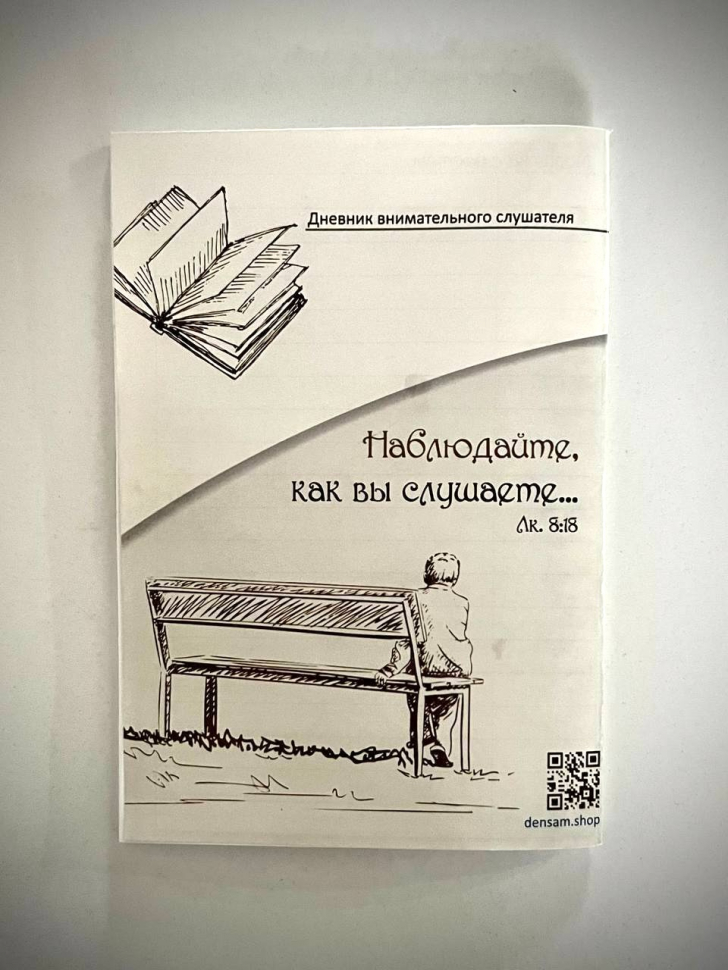 Дневник внимательного слушателя
Наблюдайте,
как вы слушаете...
Лк. 8:18
densam.shop